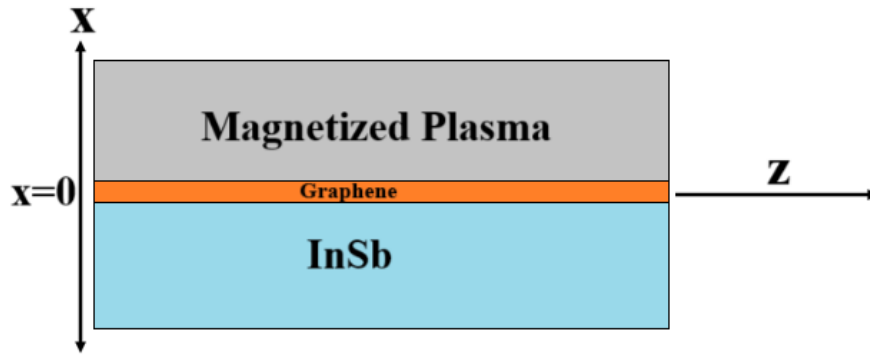 X
Magnetized Plasma
x=0
Graphene
Z
InSb